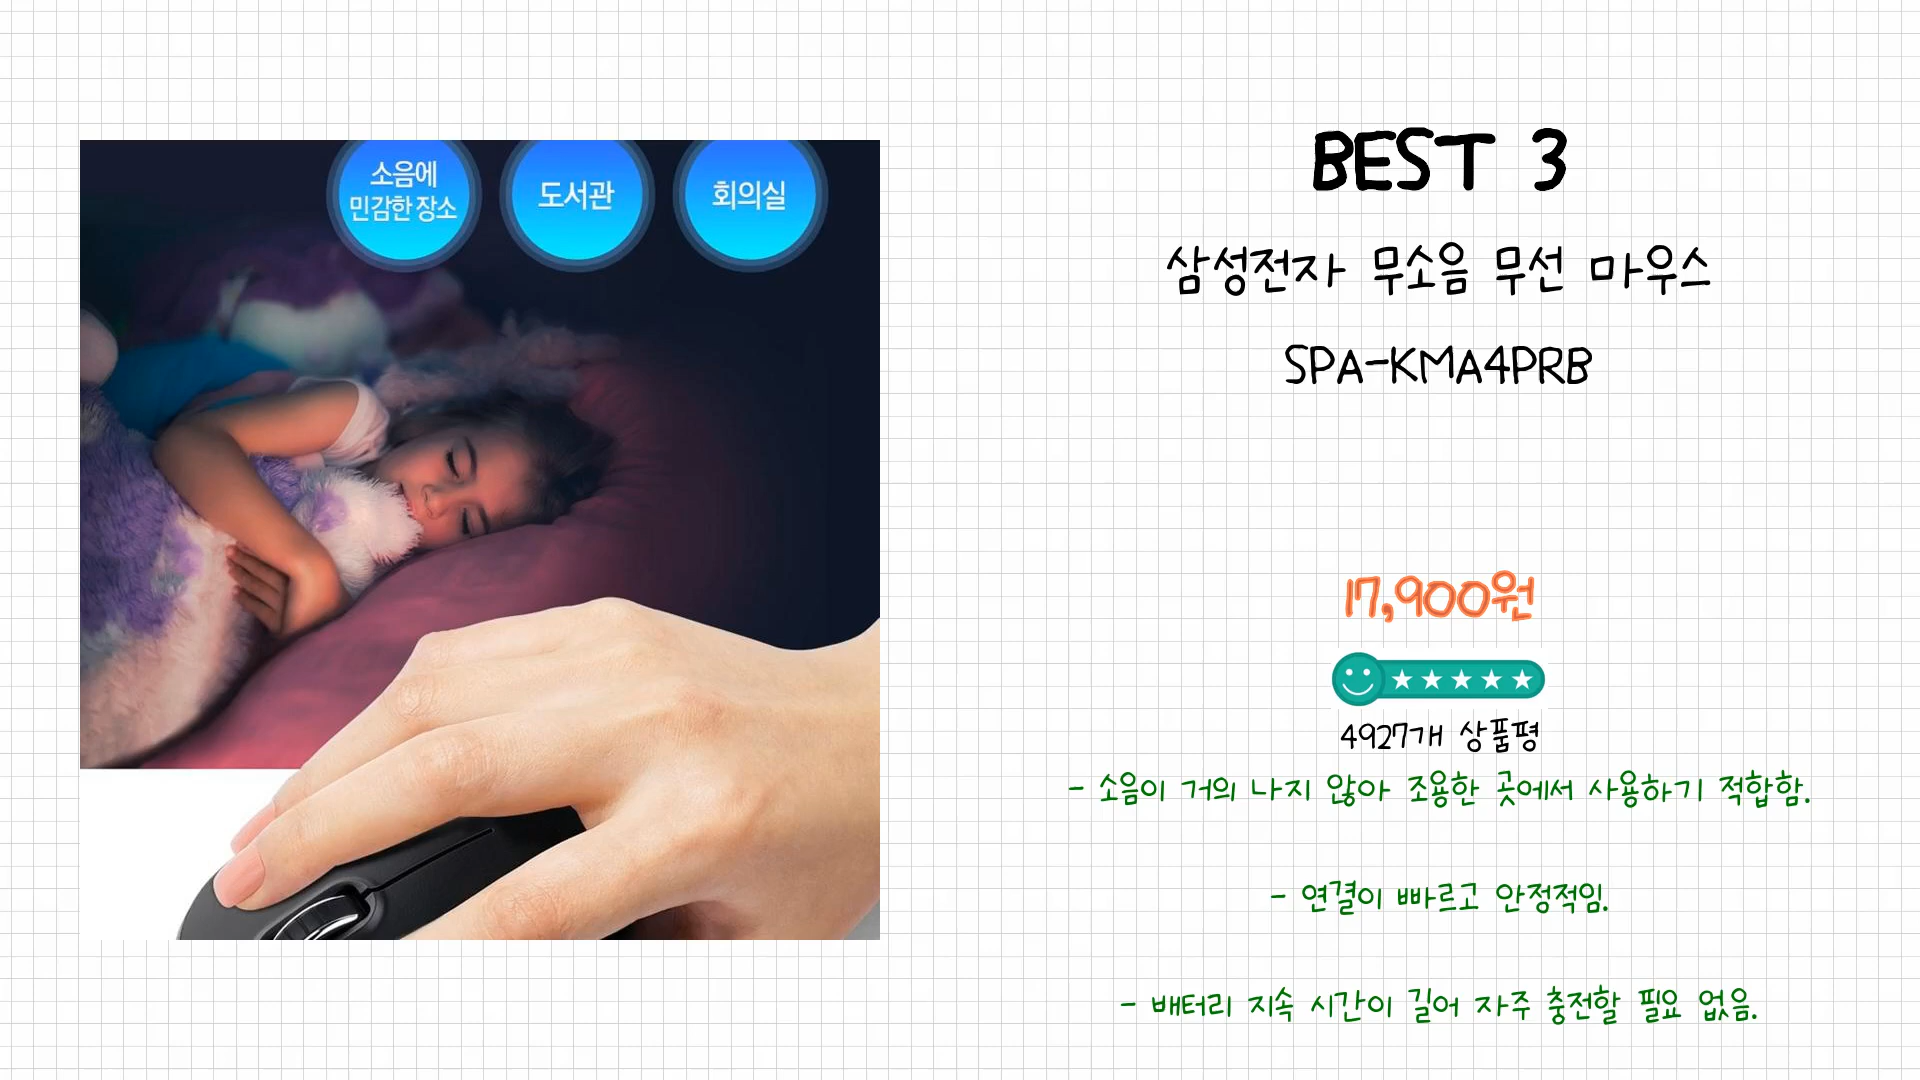 소음에
민감한 장소
도서관
회의실
BEST 3
삼성전자 무소음 무선 마우스
SPA-KMA4PRB
17,900원
4927개 상품평
- 소음이 거의 나지 않아 조용한 곳에서 사용하기 적합함.
- 연결이 빠르고 안정적임.
- 배터리 지속 시간이 길어 자주 충전할 필요 없음.